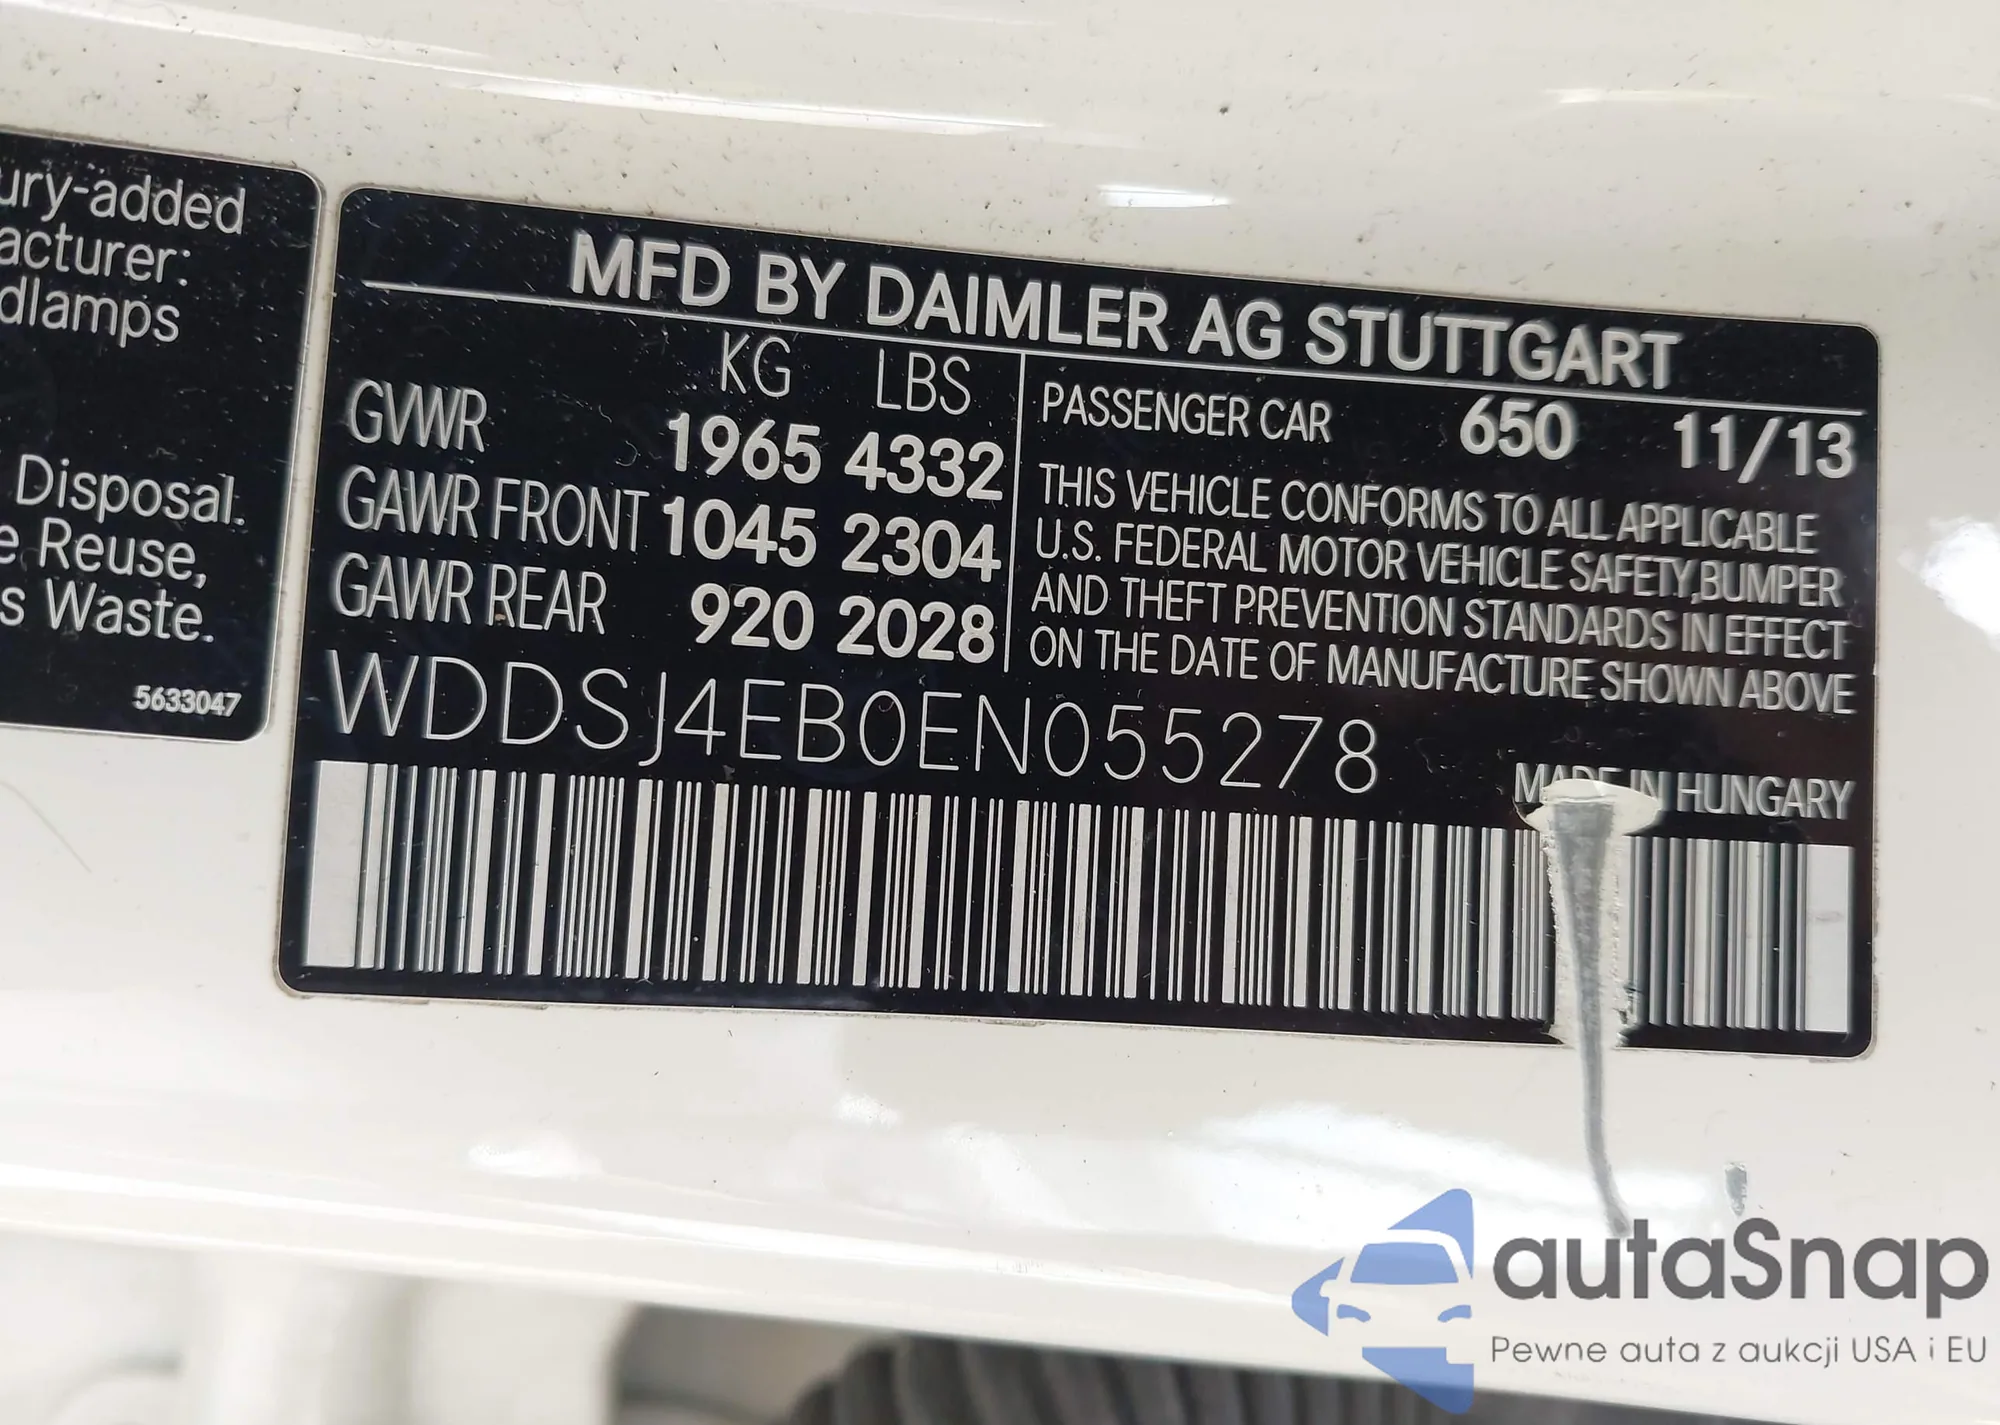 ury-added
acturer:
dlamps
Disposal.
e Reuse,
s Waste.
5633047
MFD BY DAIMLER AG STUTTGART
KG LBS
GVWR 1965 4332
GAWR FRONT 1045 2304
GAWR REAR 920 2028
PASSENGER CAR 650 11/13
THIS VEHICLE CONFORMS TO ALL APPLICABLE
U.S. FEDERAL MOTOR VEHICLE SAFETY,BUMPER
AND THEFT PREVENTION STANDARDS IN EFFECT
ON THE DATE OF MANUFACTURE SHOWN ABOVE
WDDSJ4EB0EN055278
MADE IN HUNGARY
autaSnap
Pewne auta z aukcji USA i EU